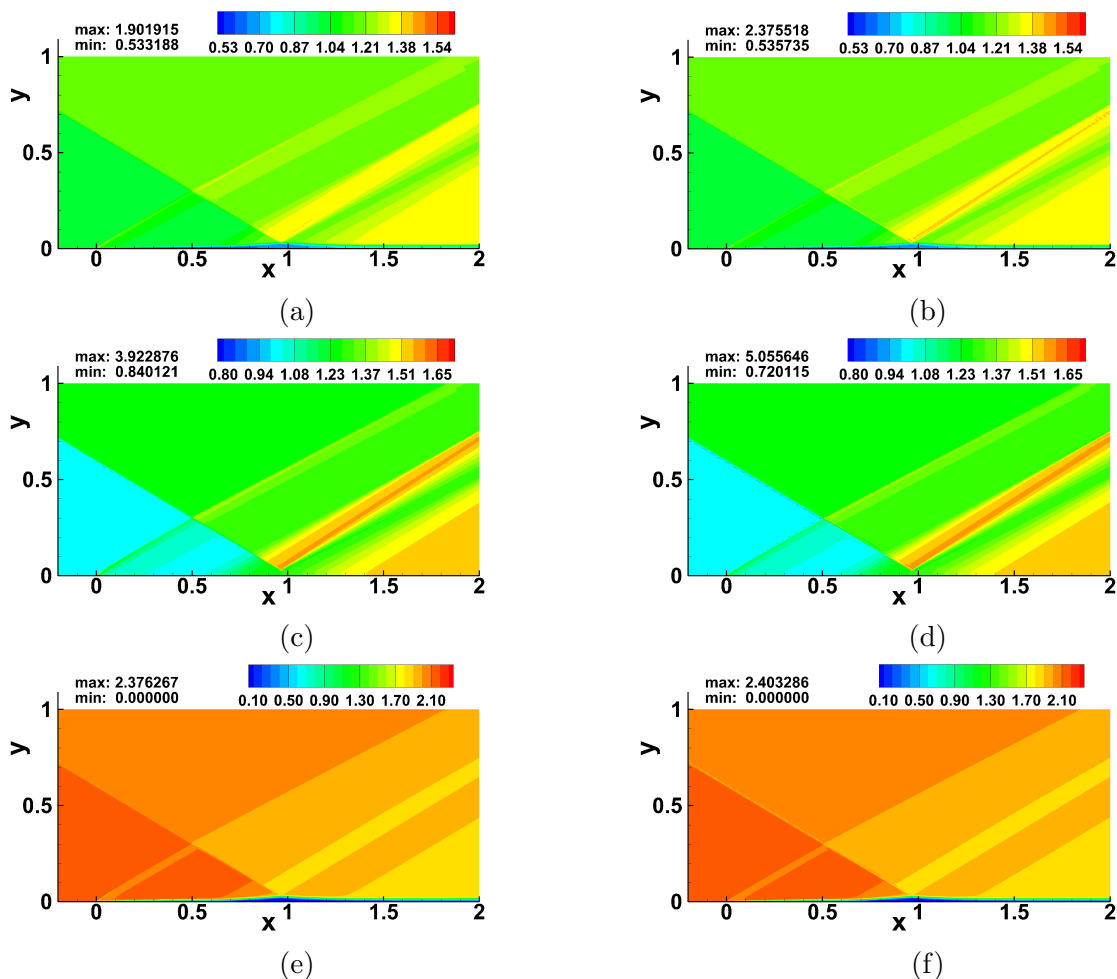 max: 1.901915
min: 0.533188
0.53 0.70 0.87 1.04 1.21 1.38 1.54
y
1
0.5
0
0 0.5 1 1.5 2
x
(a)
max: 2.375518
min: 0.535735
0.53 0.70 0.87 1.04 1.21 1.38 1.54
y
1
0.5
0
0 0.5 1 1.5 2
x
(b)
max: 3.922876
min: 0.840121
0.80 0.94 1.08 1.23 1.37 1.51 1.65
y
1
0.5
0
0 0.5 1 1.5 2
x
(c)
max: 5.055646
min: 0.720115
0.80 0.94 1.08 1.23 1.37 1.51 1.65
y
1
0.5
0
0 0.5 1 1.5 2
x
(d)
max: 2.376267
min: 0.000000
0.10 0.50 0.90 1.30 1.70 2.10
y
1
0.5
0
0 0.5 1 1.5 2
x
(e)
max: 2.403286
min: 0.000000
0.10 0.50 0.90 1.30 1.70 2.10
y
1
0.5
0
0 0.5 1 1.5 2
x
(f)